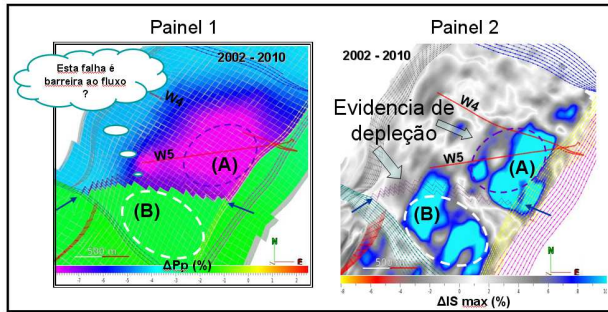 Painel 1
Painel 2
2002 - 2010
2002 - 2010
Esta falha é
barreira ao fluxo
?
W4
W4
Evidencia de
depleção
W5
W5
(A)
(A)
(B)
(B)
500 m
500 m
N
E
N
E
ΔPp (%)
ΔIS max (%)